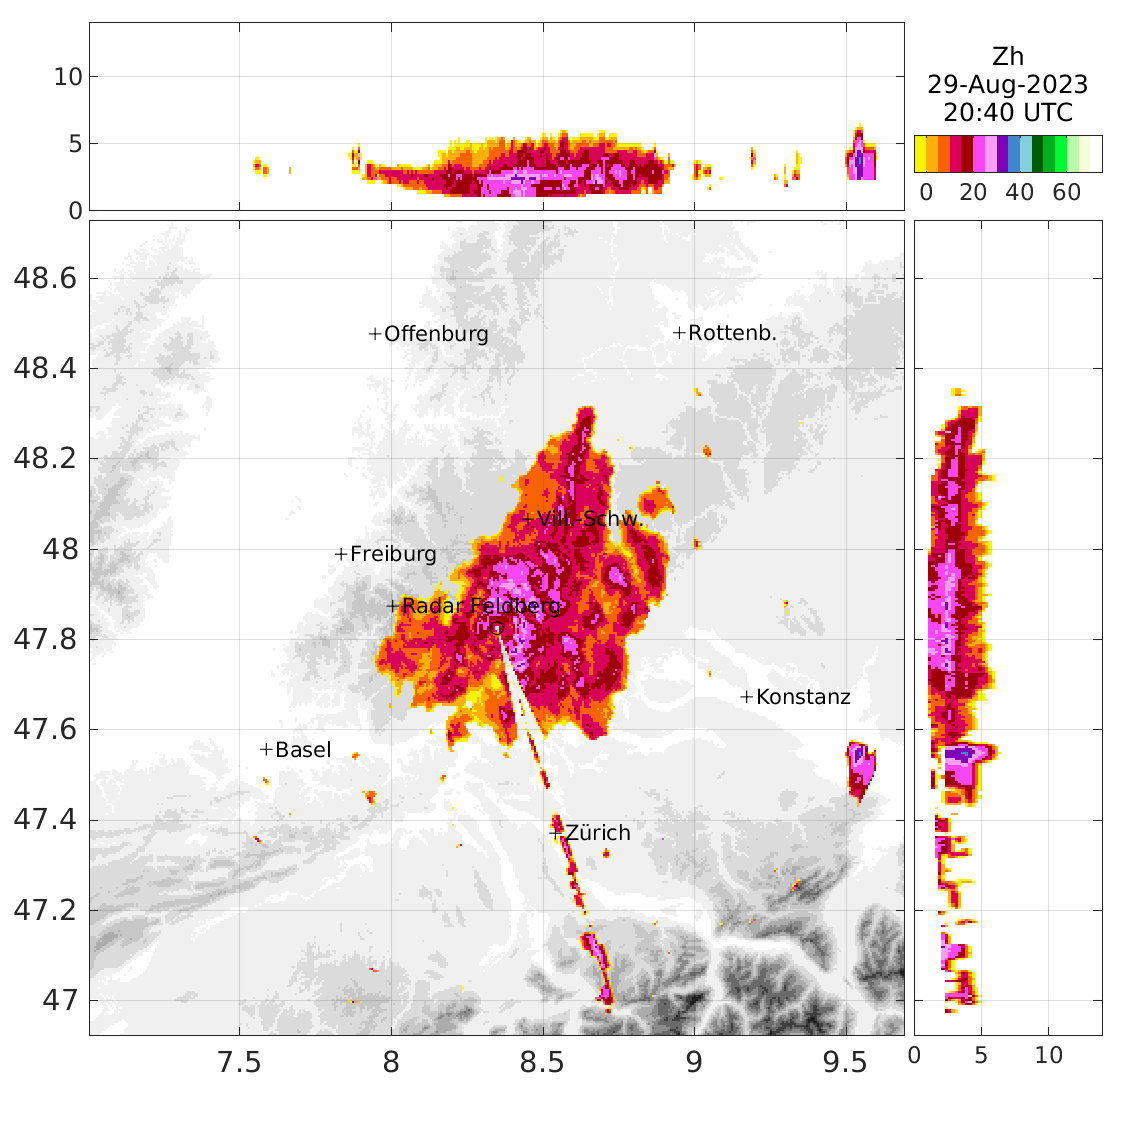 10
5
0
Zh
29-Aug-2023
20:40 UTC
0 20 40 60
48.6
48.4
48.2
48
47.8
47.6
47.4
47.2
47
Offenburg
Rottenb.
Vill.-Schw.
Freiburg
Radar Feldberg
Konstanz
Basel
Zürich
7.5 8 8.5 9 9.5
0 5 10